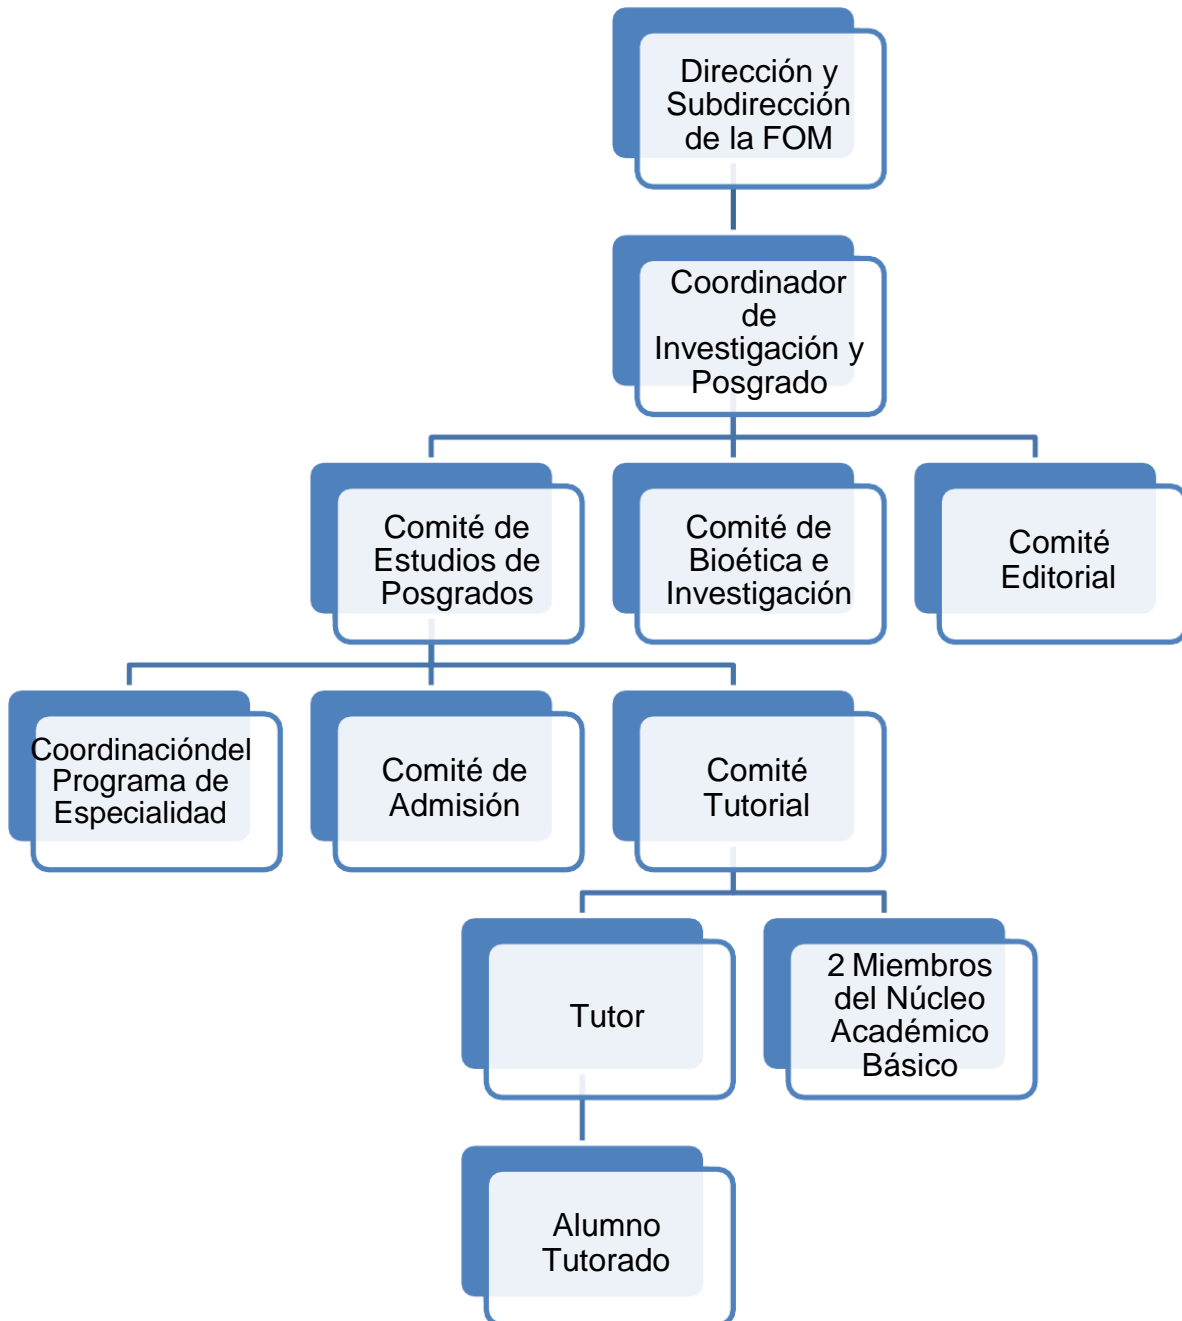 Dirección y
Subdirección
de la FOM
Coordinador
de
Investigación y
Posgrado
Comité de
Estudios de
Posgrados
Comité de
Bioética e
Investigación
Comité
Editorial
Coordinacióndel
Programa de
Especialidad
Comité de
Admisión
Comité
Tutorial
Tutor
2 Miembros
del Núcleo
Académico
Básico
Alumno
Tutorado